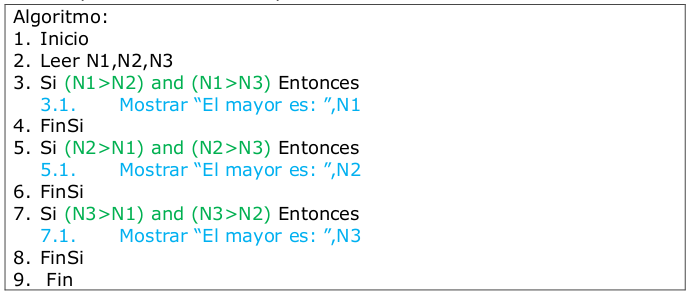 Algoritmo:
1. Inicio
2. Leer N1,N2,N3
3. Si (N1>N2) and (N1>N3) Entonces
3.1. Mostrar “El mayor es: ”,N1
4. FinSi
5. Si (N2>N1) and (N2>N3) Entonces
5.1. Mostrar “El mayor es: ”,N2
6. FinSi
7. Si (N3>N1) and (N3>N2) Entonces
7.1. Mostrar “El mayor es: ”,N3
8. FinSi
9. Fin